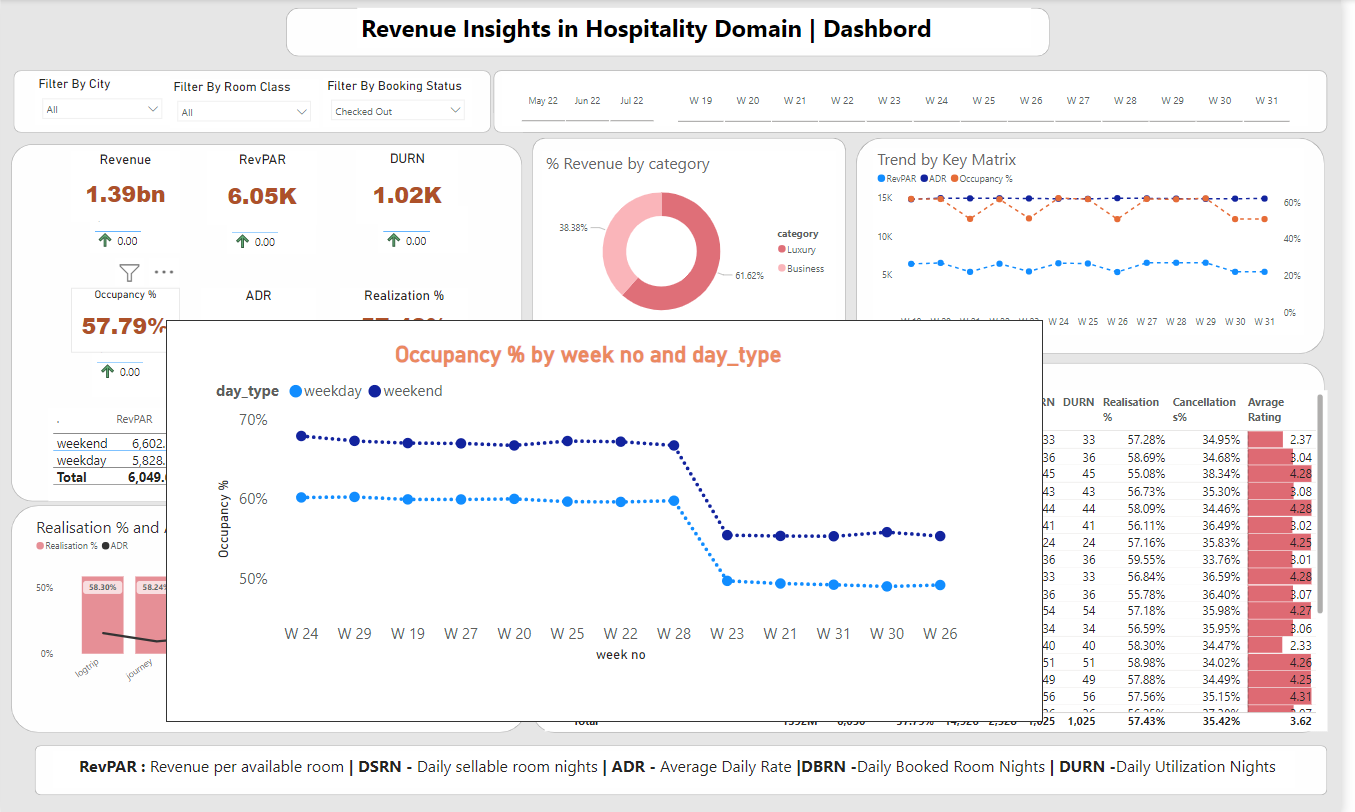 Revenue Insights in Hospitality Domain | Dashbord
Filter By City
All
Filter By Room Class
All
Filter By Booking Status
Checked Out
May 22 Jun 22 Jul 22 W 19 W 20 W 21 W 22 W 23 W 24 W 25 W 26 W 27 W 28 W 29 W 30 W 31
Revenue
1.39bn
0.00
RevPAR
6.05K
0.00
DURN
1.02K
0.00
Occupancy %
57.79%
0.00
ADR
Realization %
. RevPAR
weekend 6,602.
weekday 5,828.
Total 6,049.
% Revenue by category
38.38%
61.62%
category
Luxury
Business
Trend by Key Matrix
RevPAR ADR Occupancy %
15K
10K
5K
60%
40%
20%
0%
W 24 W 25 W 26 W 27 W 28 W 29 W 30 W 31
Occupancy % by week no and day_type
day_type weekday weekend
Occupancy %
70%
60%
50%
W 24 W 29 W 19 W 27 W 20 W 25 W 22 W 28 W 23 W 21 W 31 W 30 W 26
week no
Realisation % and
Realisation % ADR
50%
0%
58.30%
58.24%
logtrip
journey
RN DURN Realisation % Cancellation s% Avrage Rating
33 33 57.28% 34.95% 2.37
36 36 58.69% 34.68% 3.04
45 45 55.08% 38.34% 4.28
43 43 56.73% 35.30% 3.08
44 44 58.09% 34.46% 4.28
41 41 56.11% 36.49% 3.02
24 24 57.16% 35.83% 4.25
36 36 59.55% 33.76% 3.01
33 33 56.84% 36.59% 4.28
36 36 55.78% 36.40% 3.07
54 54 57.18% 35.98% 4.27
34 34 56.59% 35.95% 3.06
40 40 58.30% 34.47% 2.33
51 51 58.98% 34.02% 4.26
49 49 57.88% 34.49% 4.25
56 56 57.56% 35.15% 4.31
1,025 57.43% 35.42% 3.62
RevPAR : Revenue per available room | DSRN - Daily sellable room nights | ADR - Average Daily Rate |DBRN -Daily Booked Room Nights | DURN -Daily Utilization Nights